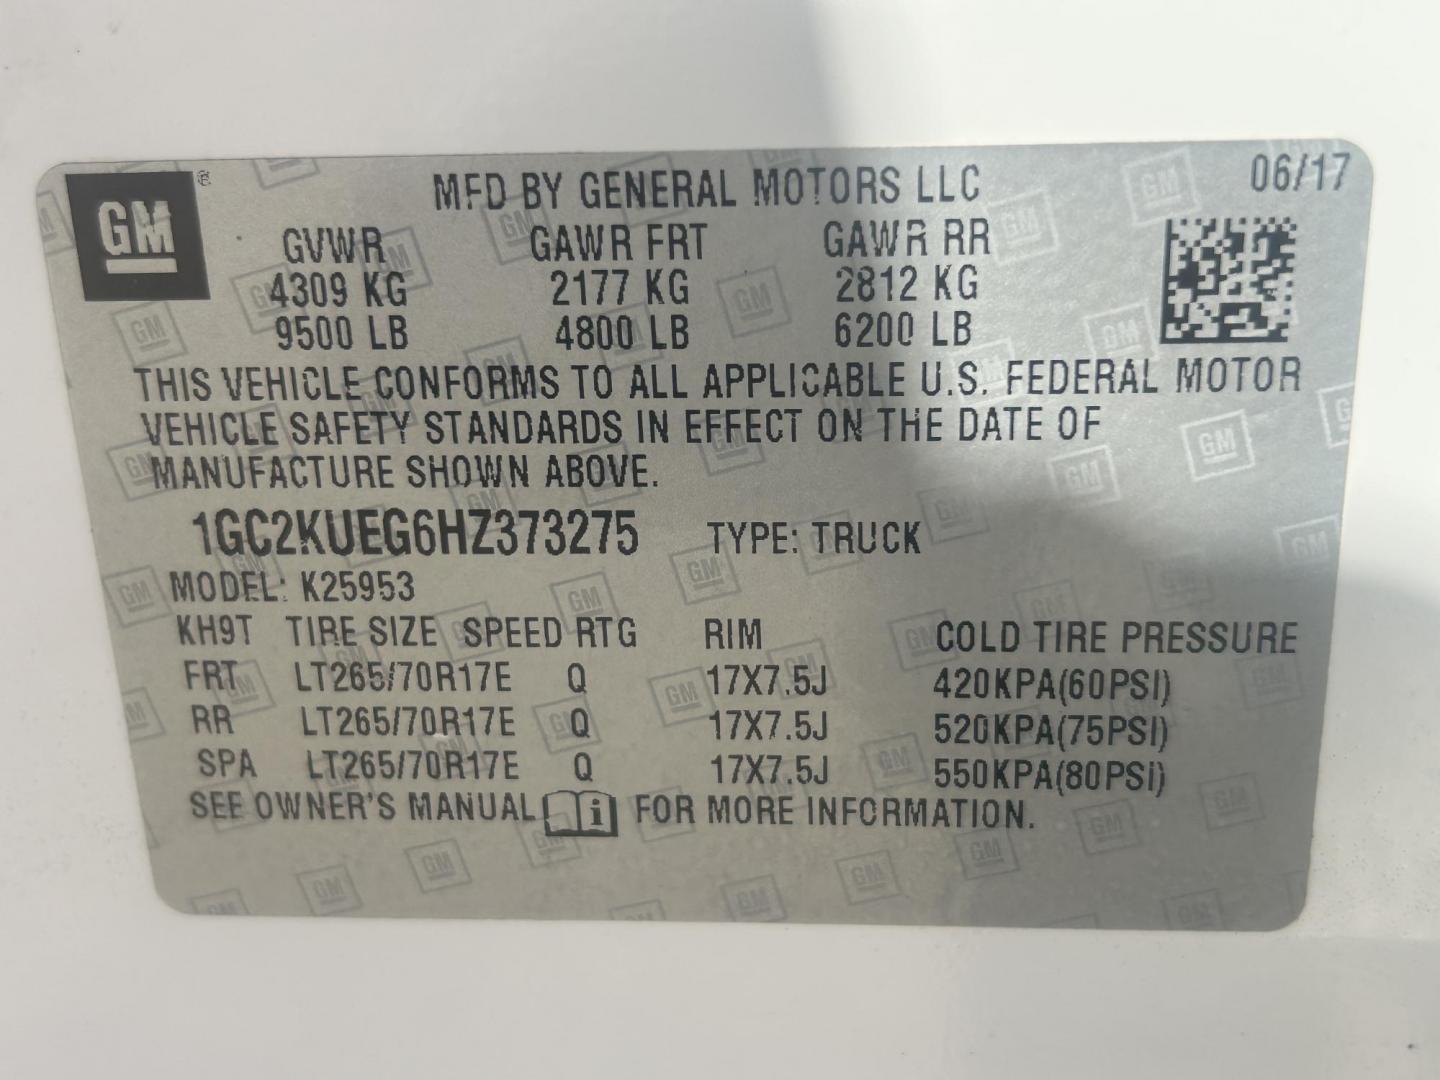 GM
MFD BY GENERAL MOTORS LLC 06/17
GVWR GAWR FRT GAWR RR
4309 KG 2177 KG 2812 KG
9500 LB 4800 LB 6200 LB
THIS VEHICLE CONFORMS TO ALL APPLICABLE U.S. FEDERAL MOTOR
VEHICLE SAFETY STANDARDS IN EFFECT ON THE DATE OF
MANUFACTURE SHOWN ABOVE.
1GC2KUEG6HZ373275 TYPE: TRUCK
MODEL: K25953
KH9T TIRE SIZE SPEED RTG RIM COLD TIRE PRESSURE
FRT LT265/70R17E Q 17X7.5J 420KPA(60PSI)
RR LT265/70R17E Q 17X7.5J 520KPA(75PSI)
SPA LT265/70R17E Q 17X7.5J 550KPA(80PSI)
SEE OWNER'S MANUAL i FOR MORE INFORMATION.